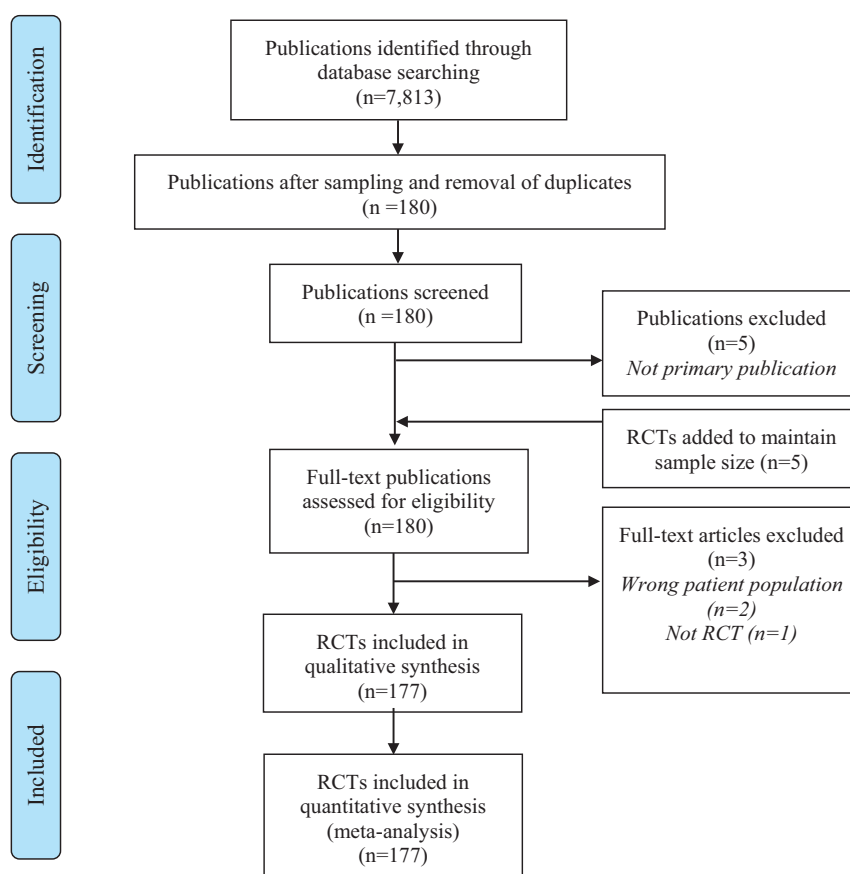 Identification
Publications identified through
database searching
(n=7,813)
Publications after sampling and removal of duplicates
(n =180)
Screening
Publications screened
(n =180)
Publications excluded
(n=5)
Not primary publication
RCTs added to maintain
sample size (n=5)
Eligibility
Full-text publications
assessed for eligibility
(n=180)
Full-text articles excluded
(n=3)
Wrong patient population
(n=2)
Not RCT (n=1)
RCTs included in
qualitative synthesis
(n=177)
Included
RCTs included in
quantitative synthesis
(meta-analysis)
(n=177)